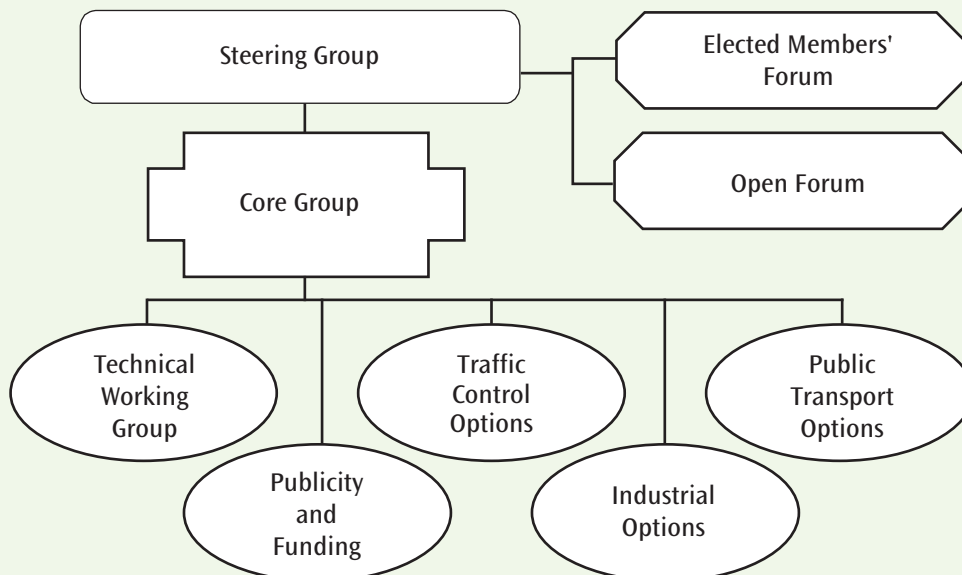 Steering Group
Elected Members'
Forum
Open Forum
Core Group
Technical
Working
Group
Publicity
and
Funding
Traffic
Control
Options
Industrial
Options
Public
Transport
Options